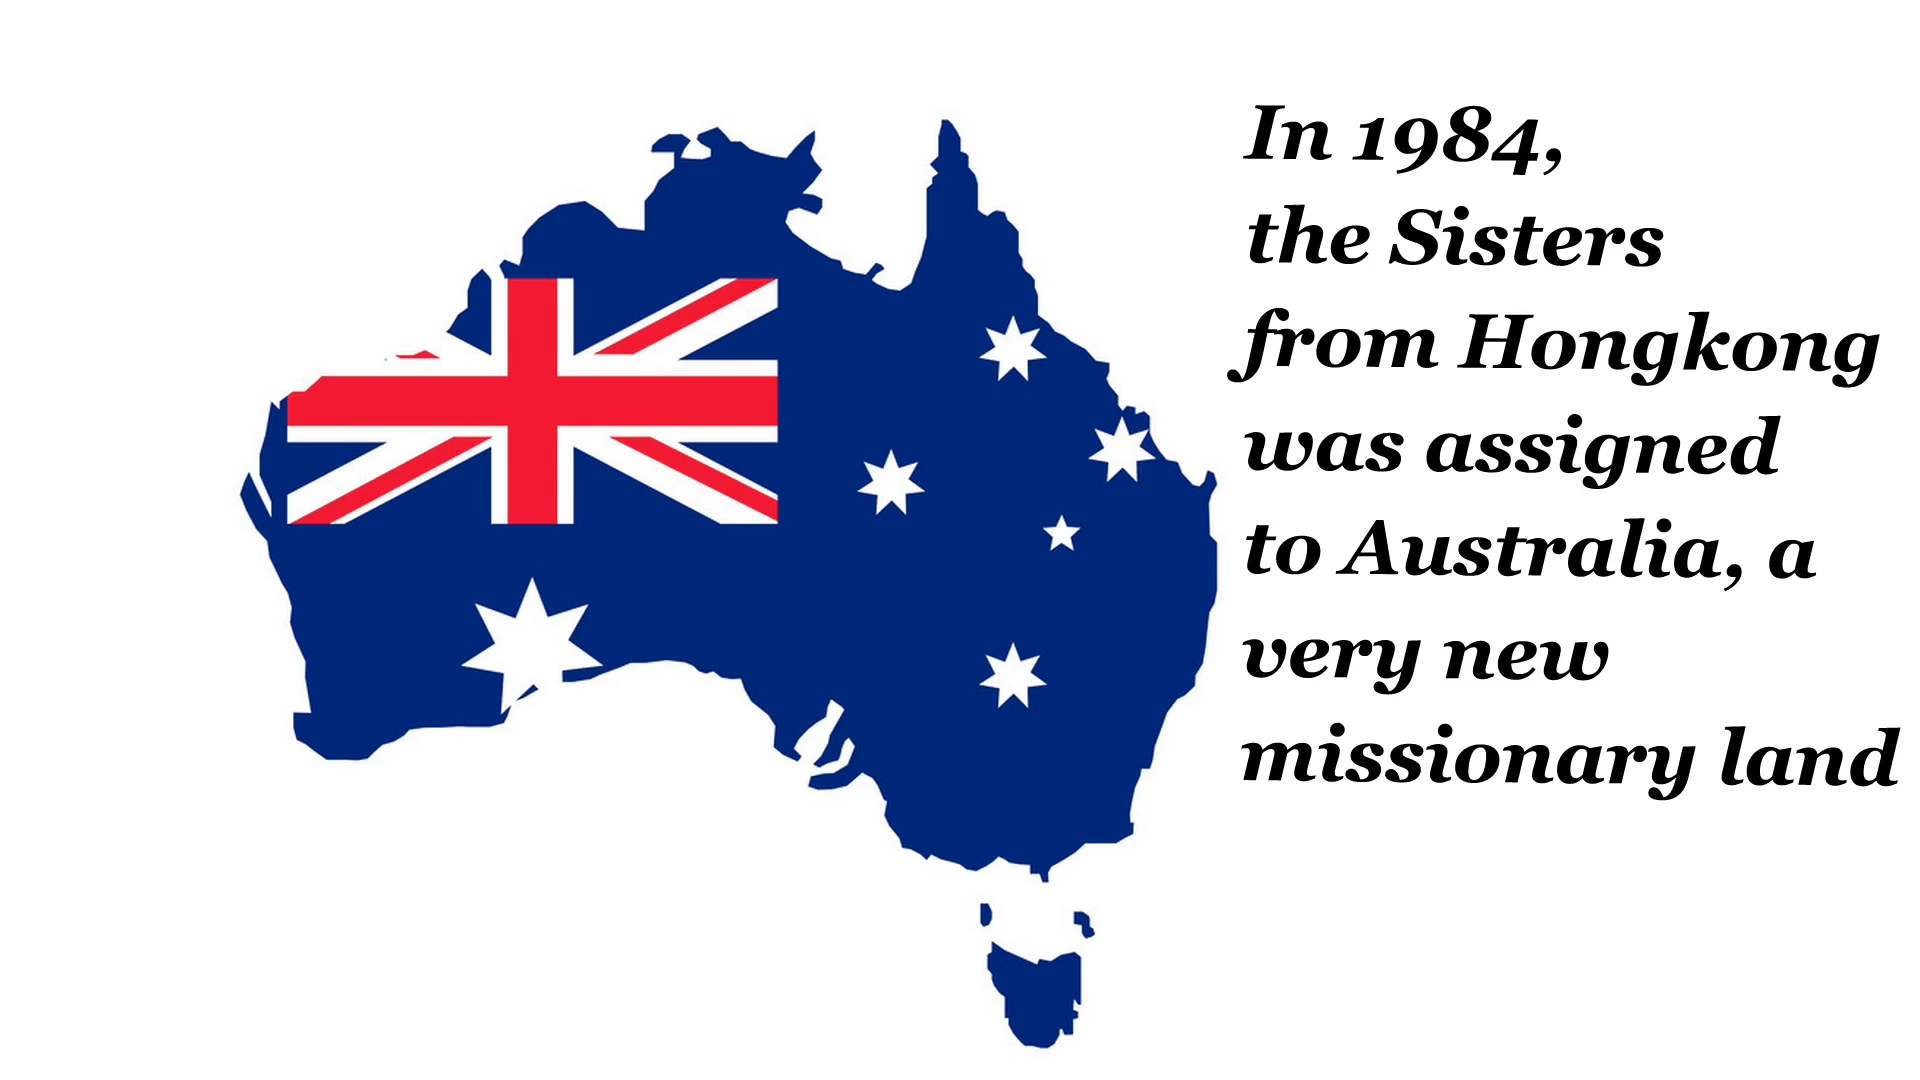 In 1984,
the Sisters
from Hongkong
was assigned
to Australia, a
very new
missionary land